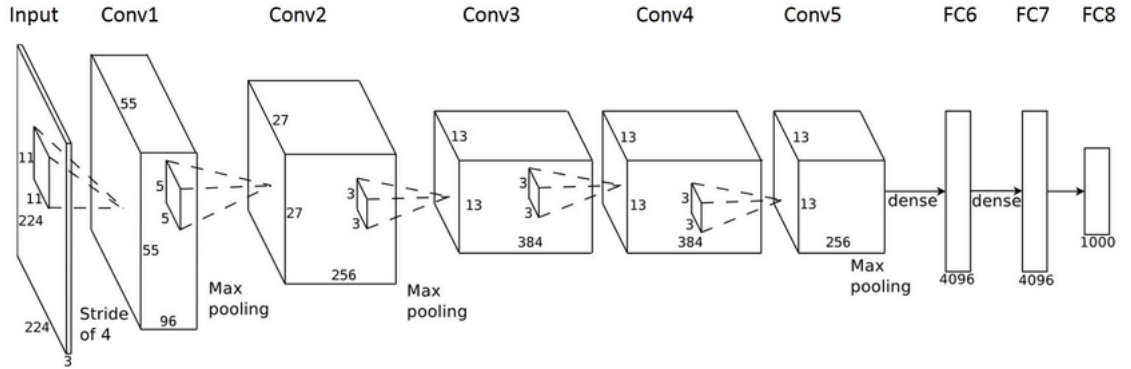 Input
Conv1
Conv2
Conv3
Conv4
Conv5
FC6
FC7
FC8
11
11
224
224
3
Stride
of 4
55
55
96
5
5
Max
pooling
27
27
256
3
3
Max
pooling
13
13
384
3
3
13
13
384
3
3
13
13
256
Max
pooling
dense
4096
dense
4096
1000